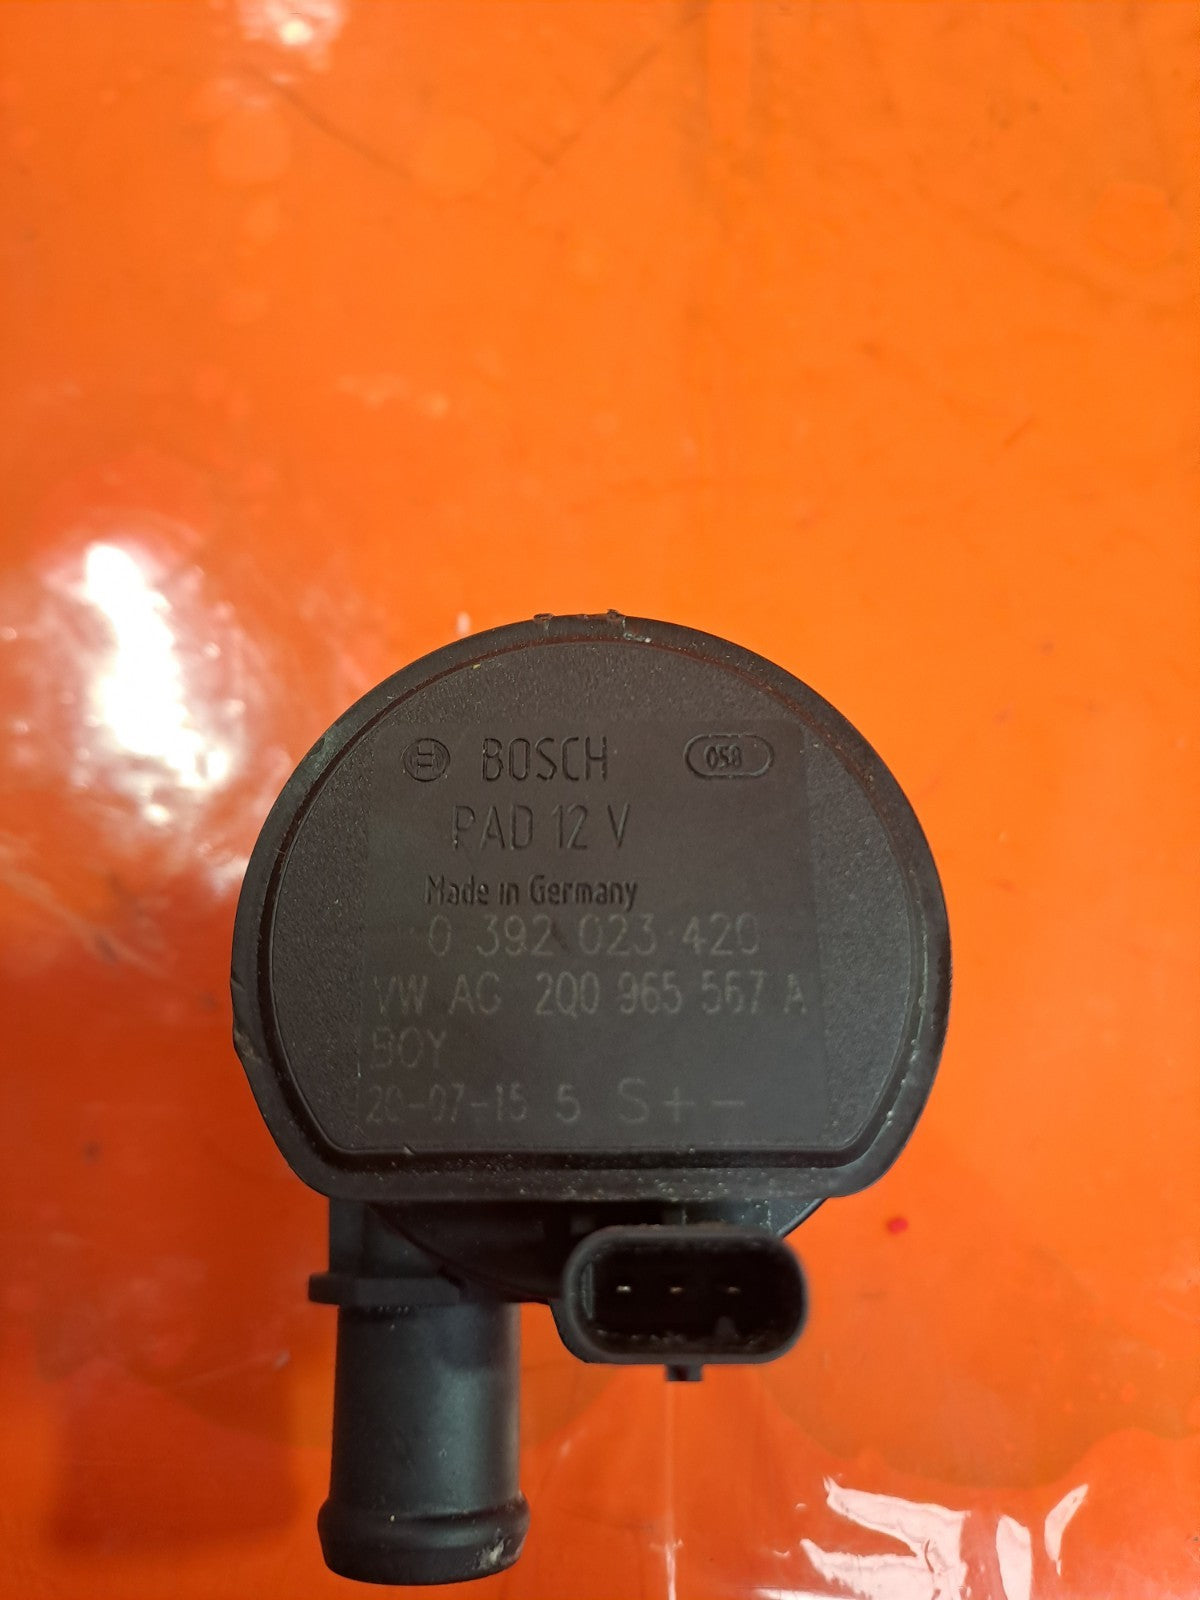 BOSCH 058
PAD 12 V
Made in Germany
0 392 023 420
VW AG 2Q0 965 567 A
BOY
20-07-15 5 S+-